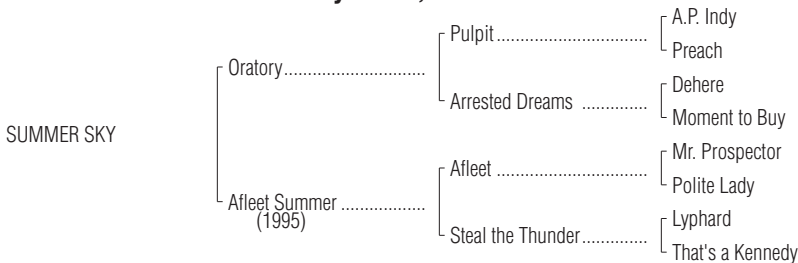 A.P. Indy
Pulpit
Preach
Oratory
Dehere
Arrested Dreams
Moment to Buy
SUMMER SKY
Mr. Prospector
Afleet
Polite Lady
Afleet Summer
(1995)
Lyphard
Steal the Thunder
That's a Kennedy